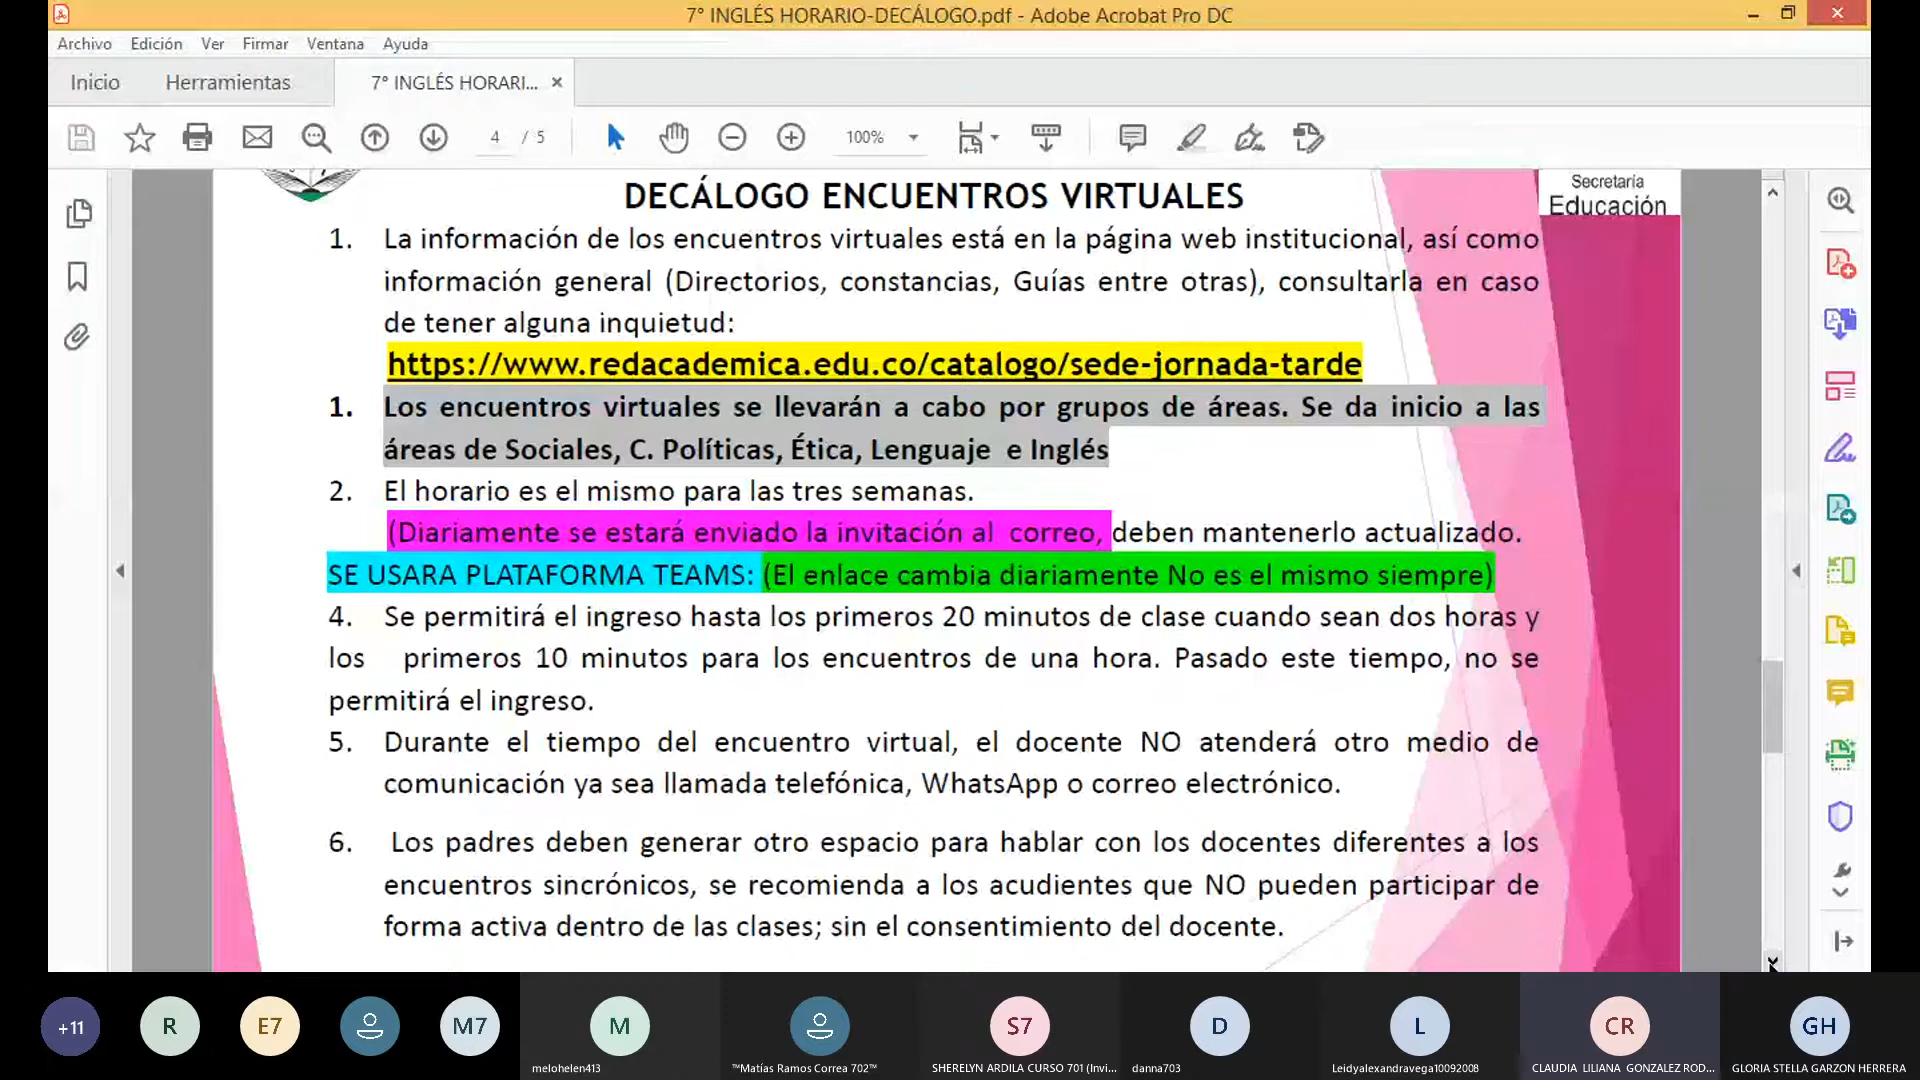 7° INGLÉS HORARIO-DECÁLOGO.pdf - Adobe Acrobat Pro DC
Archivo Edición Ver Firmar Ventana Ayuda
Inicio Herramientas 7° INGLÉS HORARI... ×
4 / 5 100%
DECÁLOGO ENCUENTROS VIRTUALES
Secretaría
Educación
1. La información de los encuentros virtuales está en la página web institucional, así como
información general (Directorios, constancias, Guías entre otras), consultarla en caso
de tener alguna inquietud:
https://www.redacademica.edu.co/catalogo/sede-jornada-tarde
1. Los encuentros virtuales se llevarán a cabo por grupos de áreas. Se da inicio a las
áreas de Sociales, C. Políticas, Ética, Lenguaje e Inglés
2. El horario es el mismo para las tres semanas.
(Diariamente se estará enviado la invitación al correo, deben mantenerlo actualizado.
SE USARA PLATAFORMA TEAMS: (El enlace cambia diariamente No es el mismo siempre)
4. Se permitirá el ingreso hasta los primeros 20 minutos de clase cuando sean dos horas y
los primeros 10 minutos para los encuentros de una hora. Pasado este tiempo, no se
permitirá el ingreso.
5. Durante el tiempo del encuentro virtual, el docente NO atenderá otro medio de
comunicación ya sea llamada telefónica, WhatsApp o correo electrónico.
6. Los padres deben generar otro espacio para hablar con los docentes diferentes a los
encuentros sincrónicos, se recomienda a los acudientes que NO pueden participar de
forma activa dentro de las clases; sin el consentimiento del docente.
+11 R E7 M7 M S7 D L CR GH
melohelen413 ™Matías Ramos Correa 702™ SHERELYN ARDILA CURSO 701 (Invi... danna703 Leidyalexandravega10092008 CLAUDIA LILIANA GONZALEZ ROD... GLORIA STELLA GARZON HERRERA